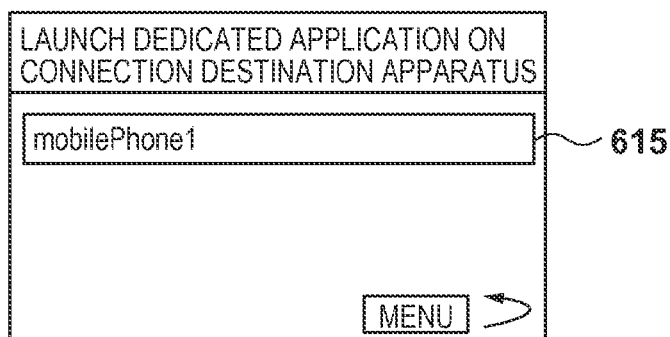 LAUNCH DEDICATED APPLICATION ON
CONNECTION DESTINATION APPARATUS
mobilePhone1
615
MENU